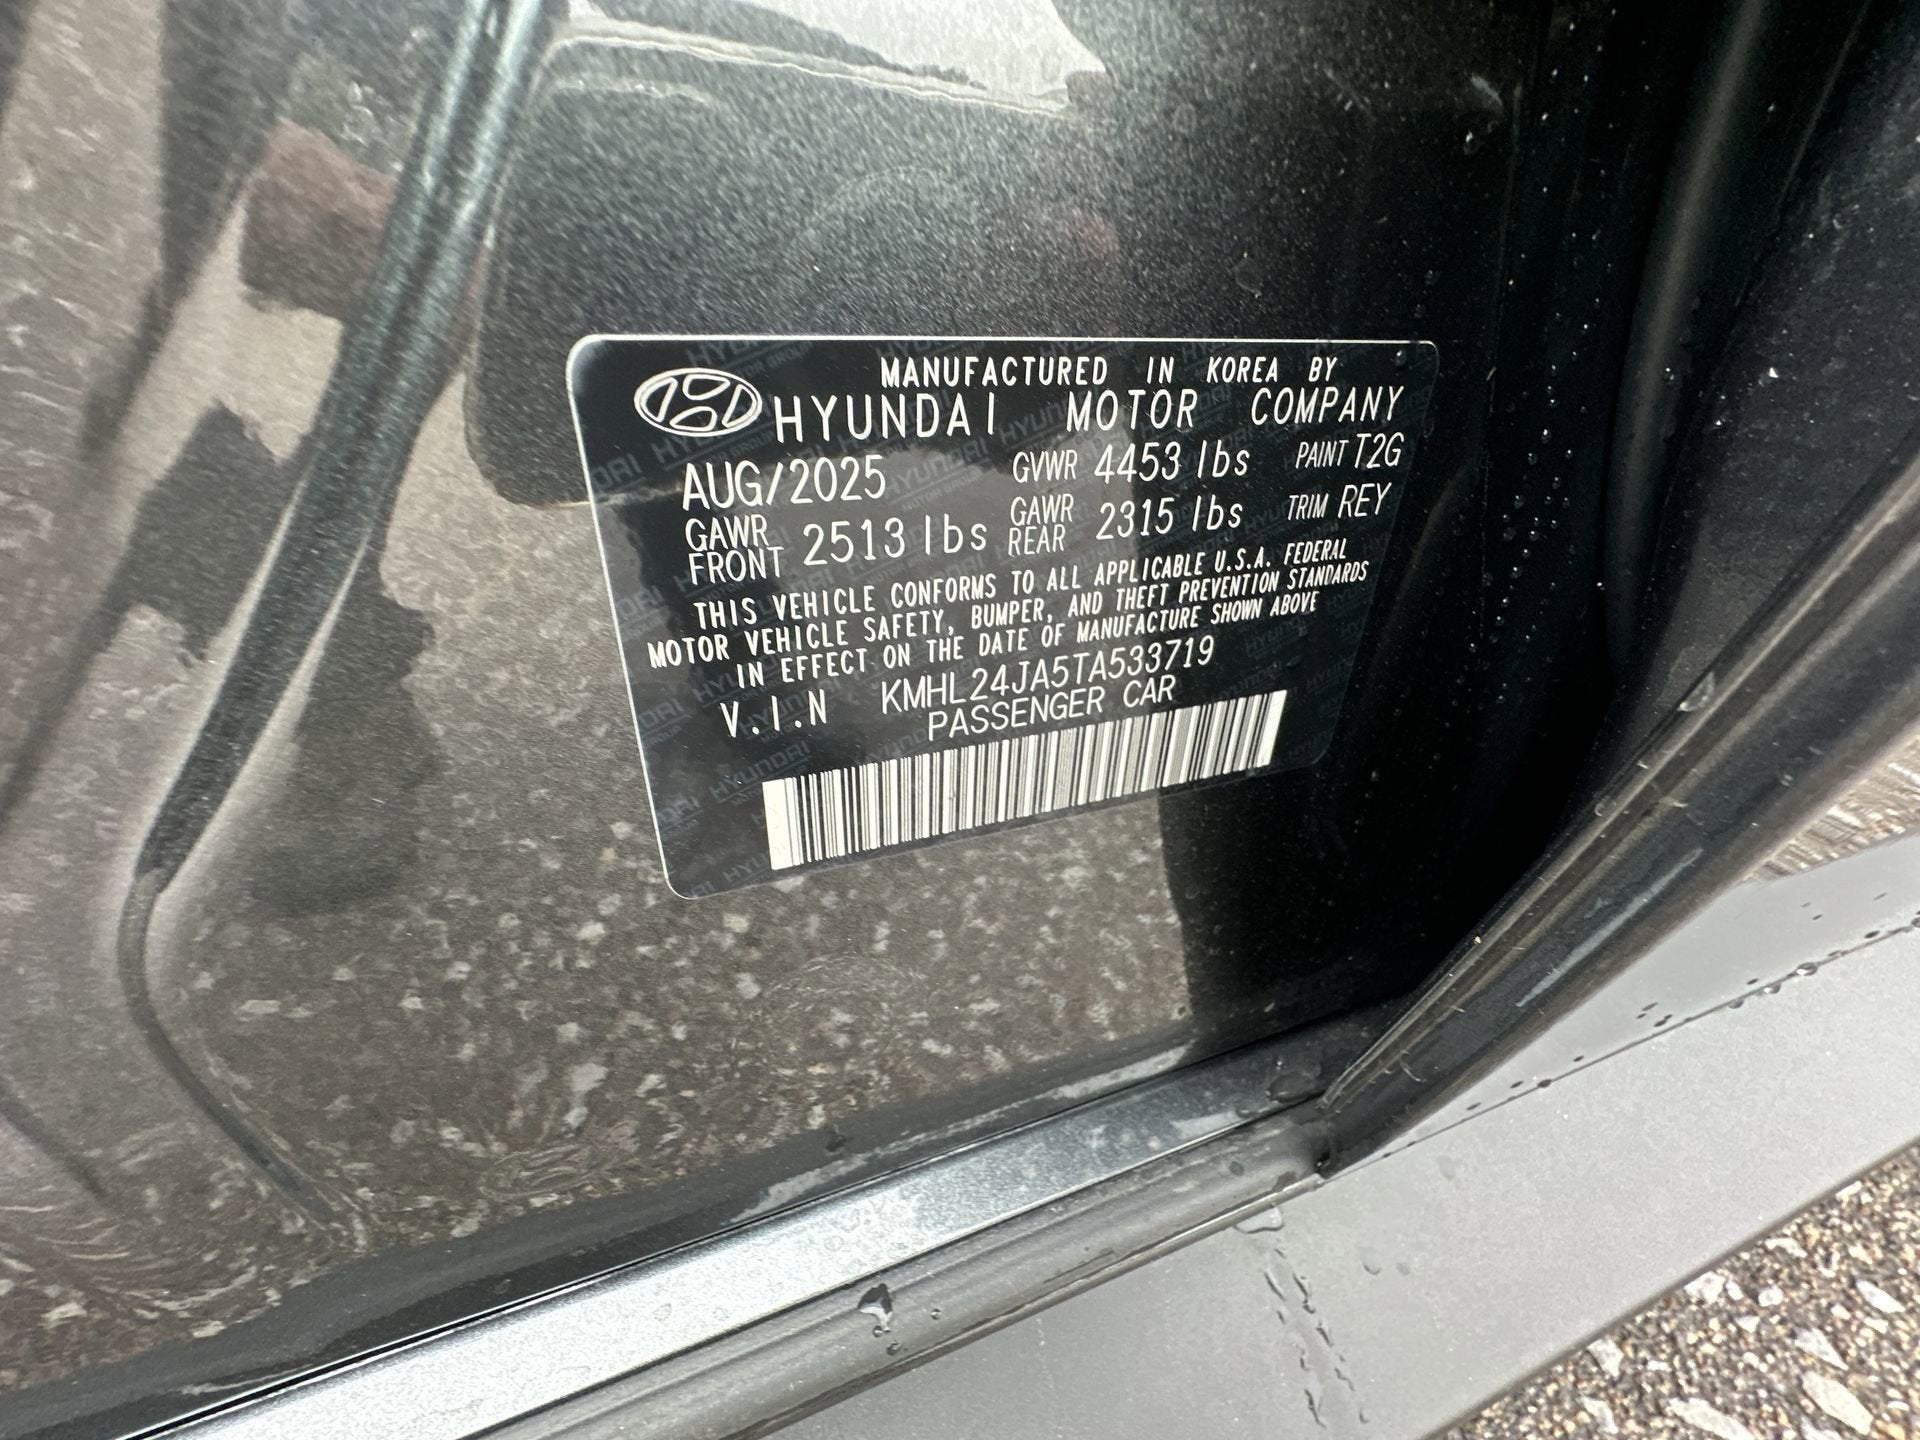 MANUFACTURED IN KOREA BY
HYUNDAI MOTOR COMPANY
AUG/2025 GVWR 4453 lbs PAINT T2G
GAWR FRONT 2513 lbs GAWR REAR 2315 lbs TRIM REY
THIS VEHICLE CONFORMS TO ALL APPLICABLE U.S.A. FEDERAL
MOTOR VEHICLE SAFETY, BUMPER, AND THEFT PREVENTION STANDARDS
IN EFFECT ON THE DATE OF MANUFACTURE SHOWN ABOVE
V.I.N KMHL24JA5TA533719
PASSENGER CAR